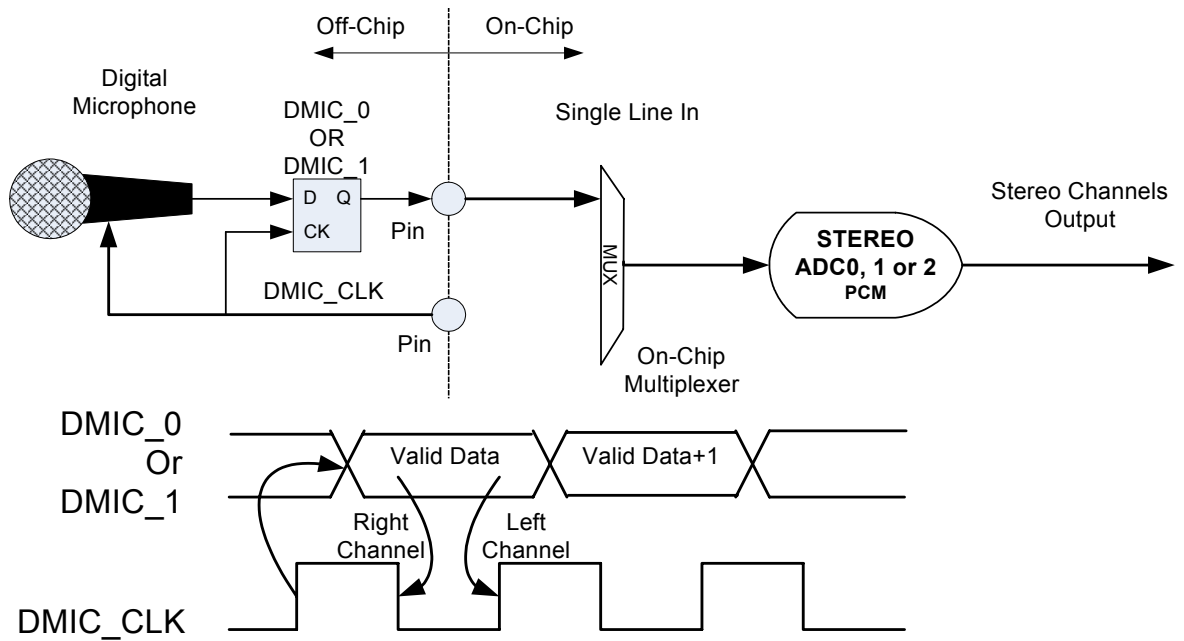 Off-Chip
On-Chip
Digital
Microphone
DMIC_0
OR
DMIC_1
Single Line In
D Q
CK
Pin
MUX
STEREO
ADC0, 1 or 2
PCM
Stereo Channels
Output
DMIC_CLK
Pin
On-Chip
Multiplexer
DMIC_0
Or
DMIC_1
Valid Data
Valid Data+1
Right
Channel
Left
Channel
DMIC_CLK